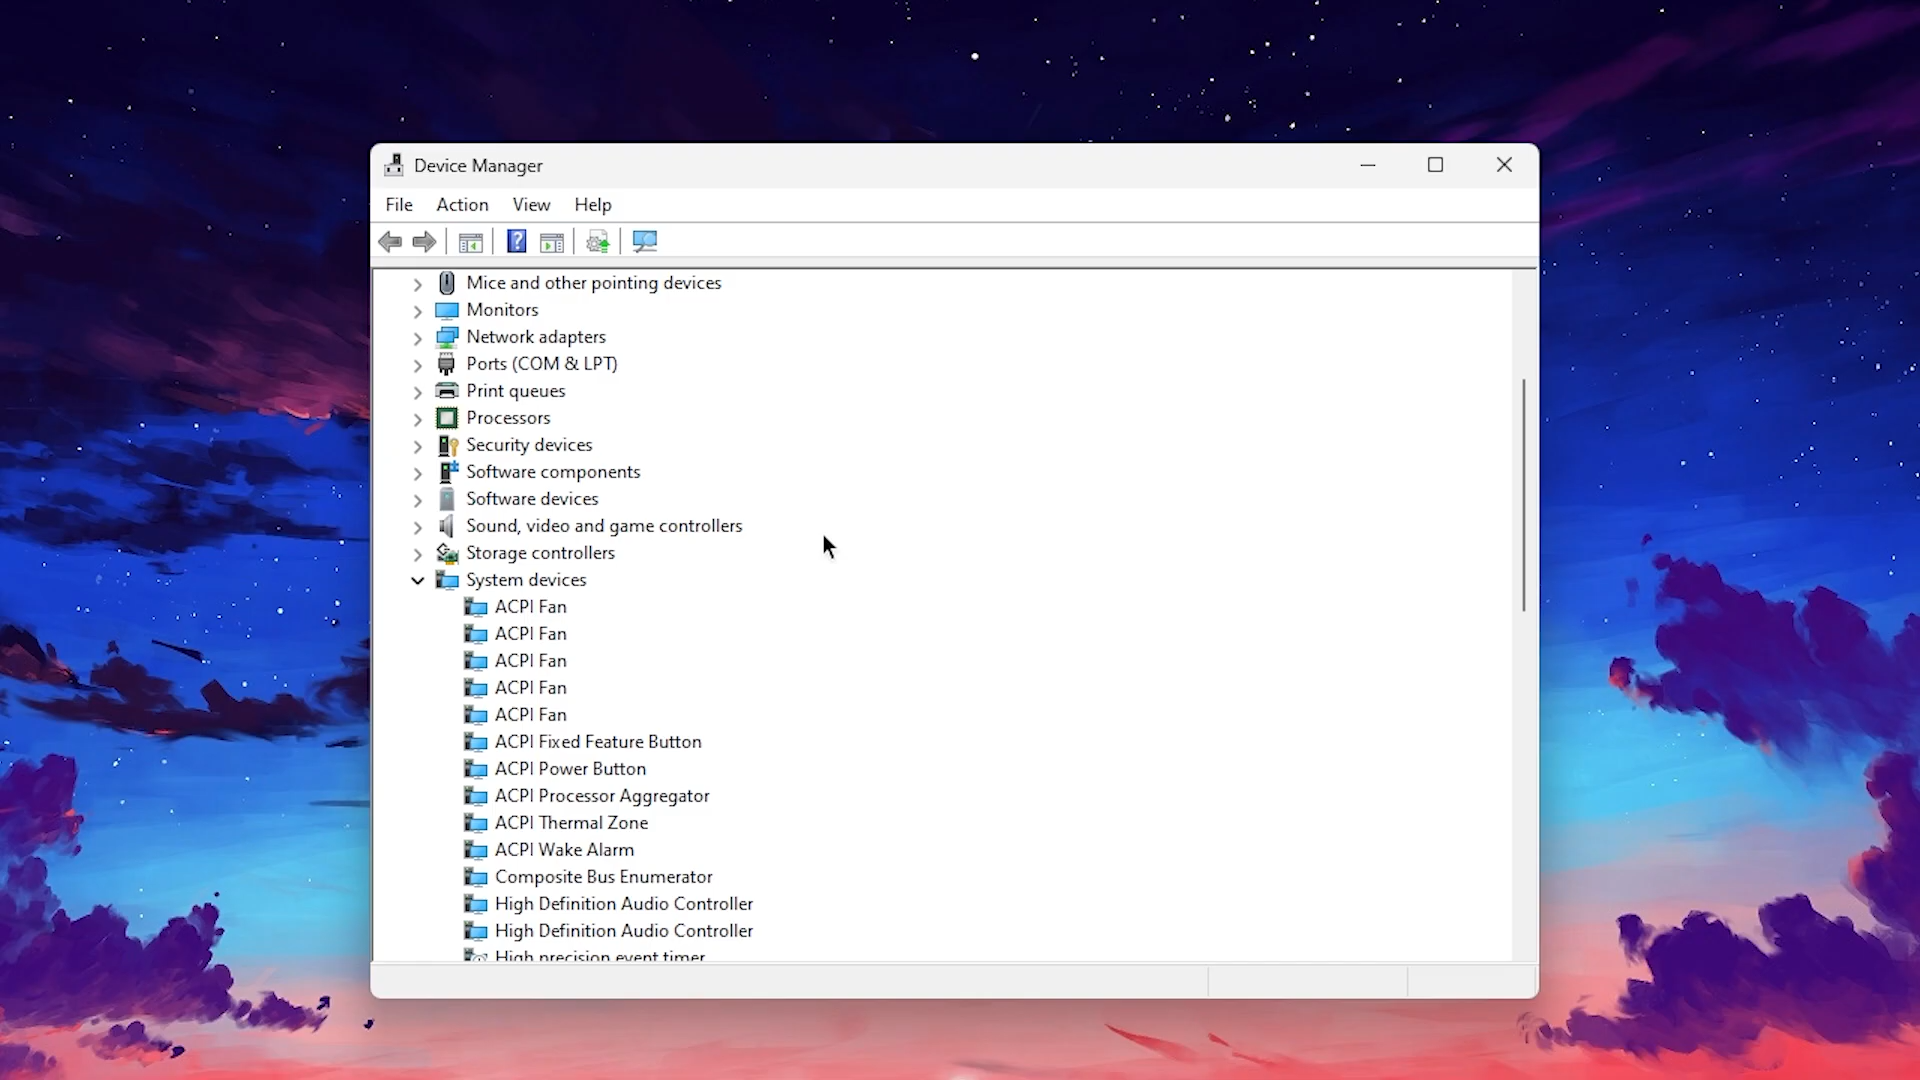 Device Manager
File Action View Help
Mice and other pointing devices
Monitors
Network adapters
Ports (COM & LPT)
Print queues
Processors
Security devices
Software components
Software devices
Sound, video and game controllers
Storage controllers
System devices
ACPI Fan
ACPI Fan
ACPI Fan
ACPI Fan
ACPI Fan
ACPI Fixed Feature Button
ACPI Power Button
ACPI Processor Aggregator
ACPI Thermal Zone
ACPI Wake Alarm
Composite Bus Enumerator
High Definition Audio Controller
High Definition Audio Controller
High precision event timer